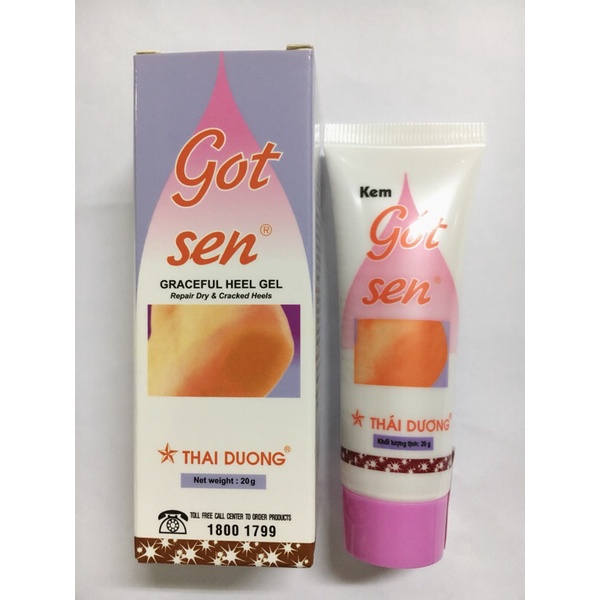 Got
sen®
GRACEFUL HEEL GEL
Repair Dry & Cracked Heels
THAI DUONG®
Net weight : 20g
TOLL FREE CALL CENTER TO ORDER PRODUCTS
1800 1799
Kem
Gót
sen®
THÁI DƯƠNG®
Khối lượng tịnh: 20 g